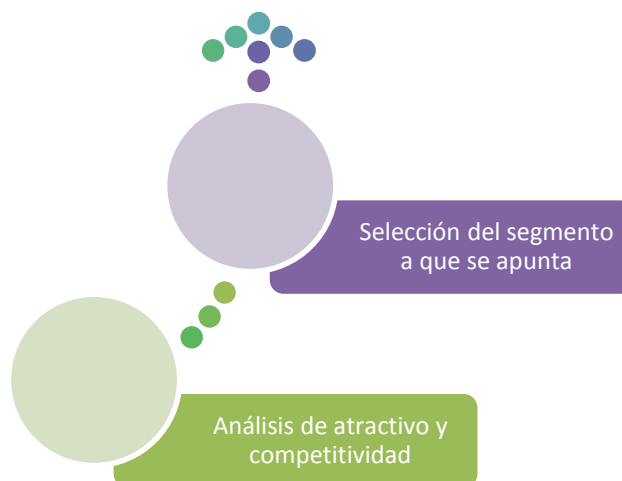 Selección del segmento
a que se apunta
Análisis de atractivo y
competitividad